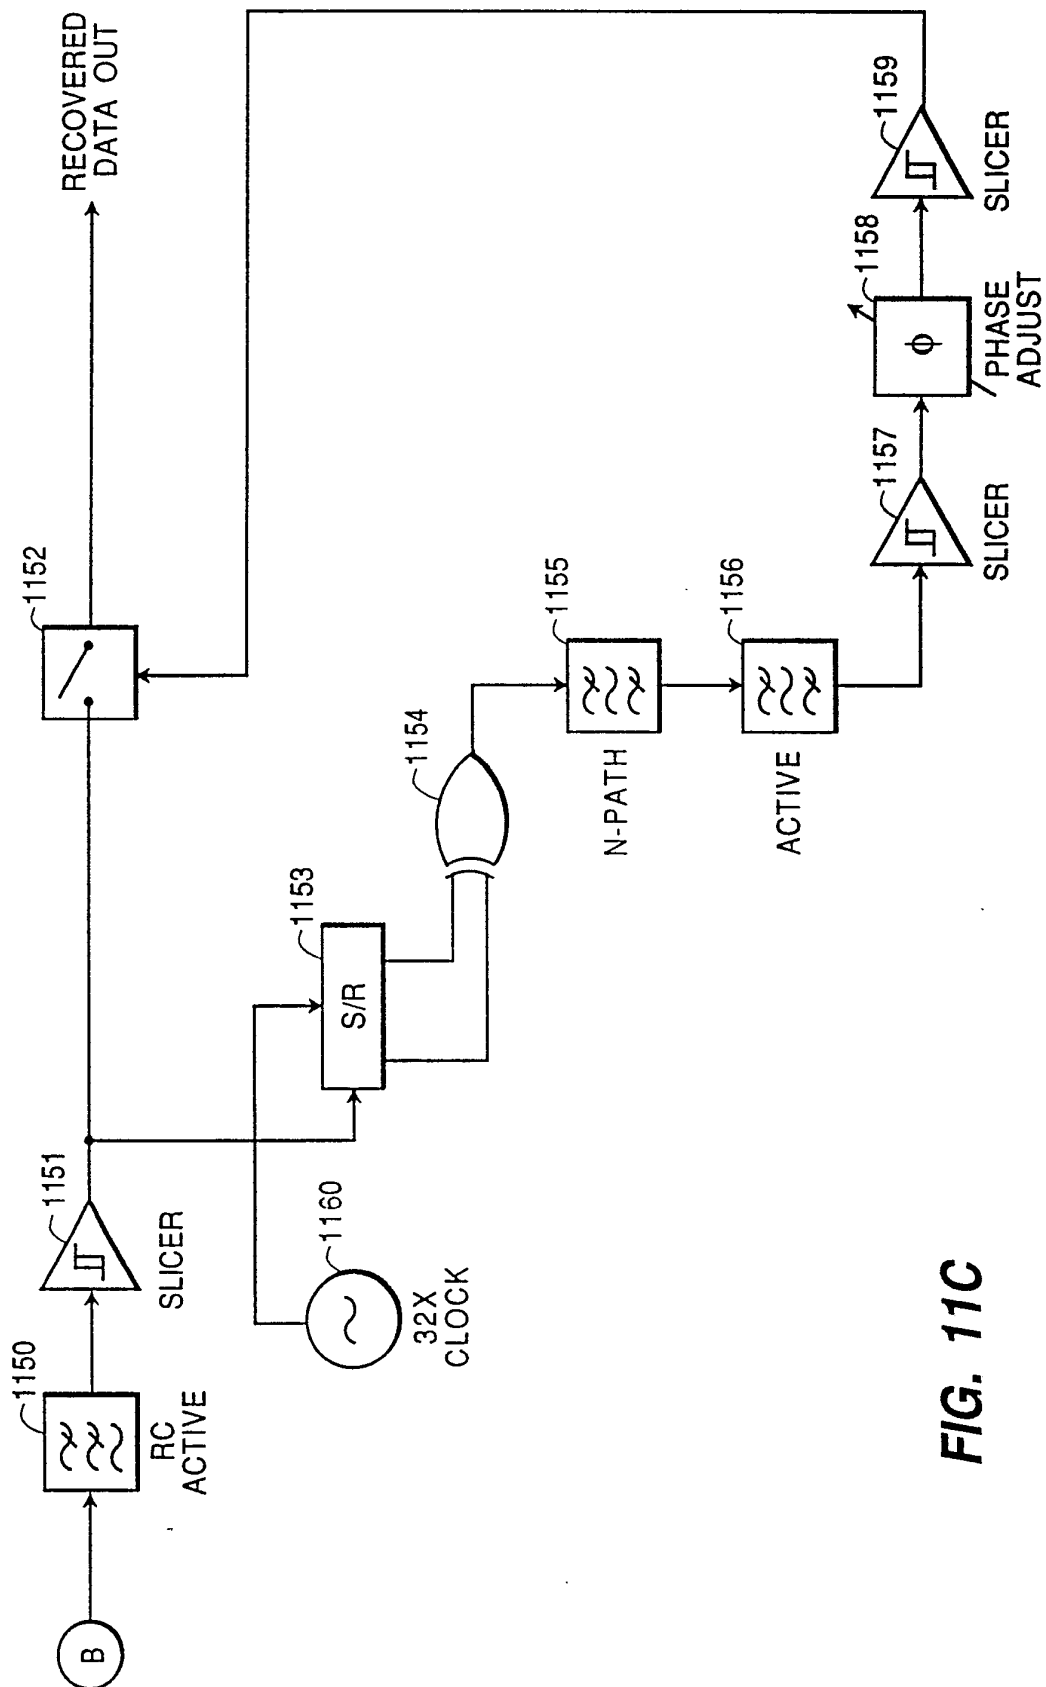 B
1150
RC
ACTIVE
1151
SLICER
1152
RECOVERED
DATA OUT
1160
32X
CLOCK
1153
S/R
1154
1155
N-PATH
1156
ACTIVE
1157
SLICER
1158
Φ
PHASE
ADJUST
1159
SLICER
FIG. 11C